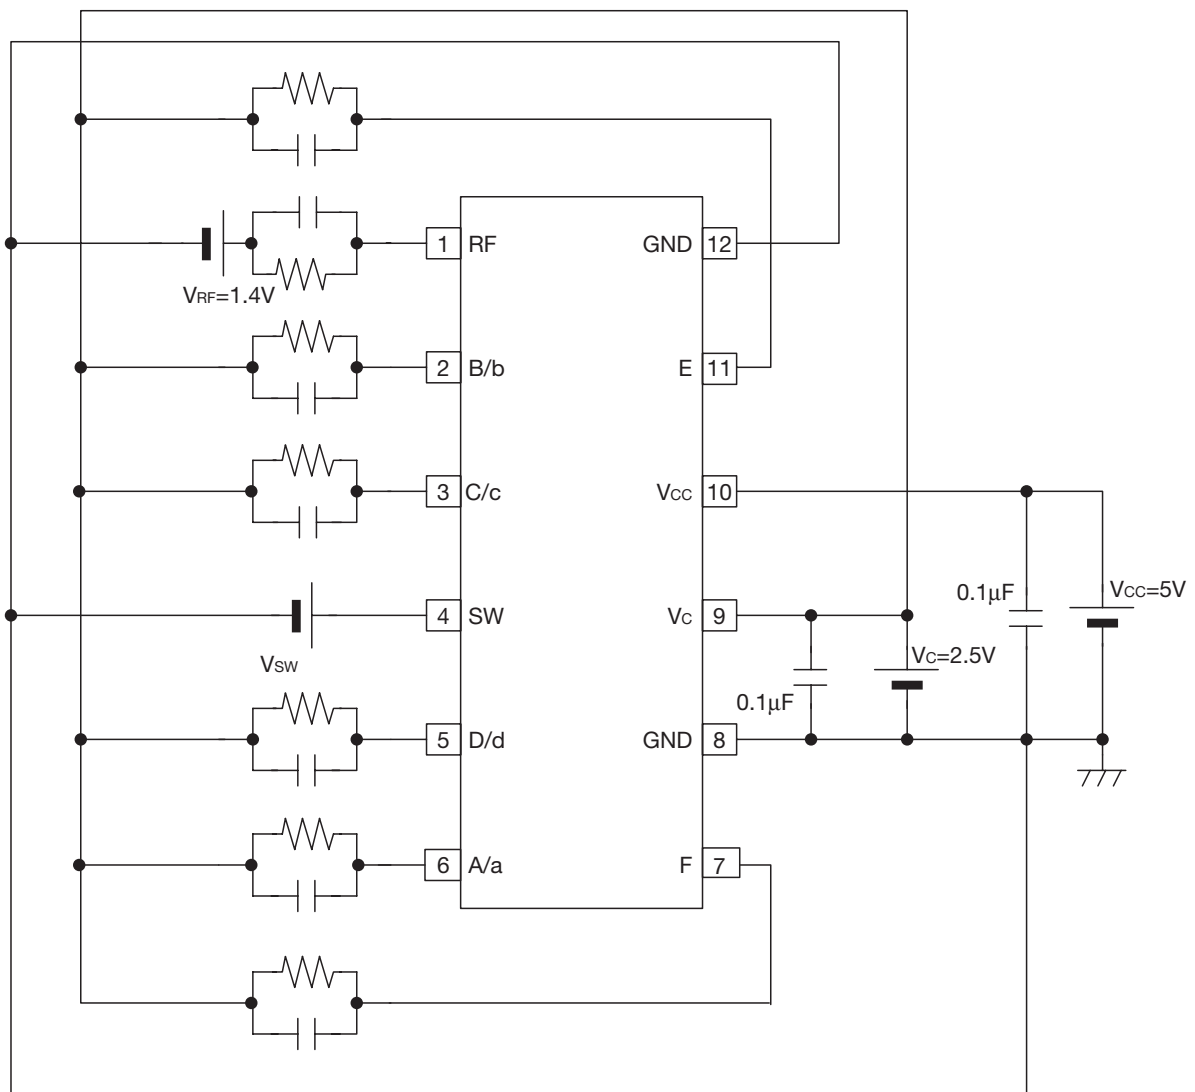 1 RF
GND 12
VRF=1.4V
2 B/b
E 11
3 C/c
VCC 10
0.1μF
VCC=5V
4 SW
VC 9
VSW
VC=2.5V
0.1μF
5 D/d
GND 8
6 A/a
F 7